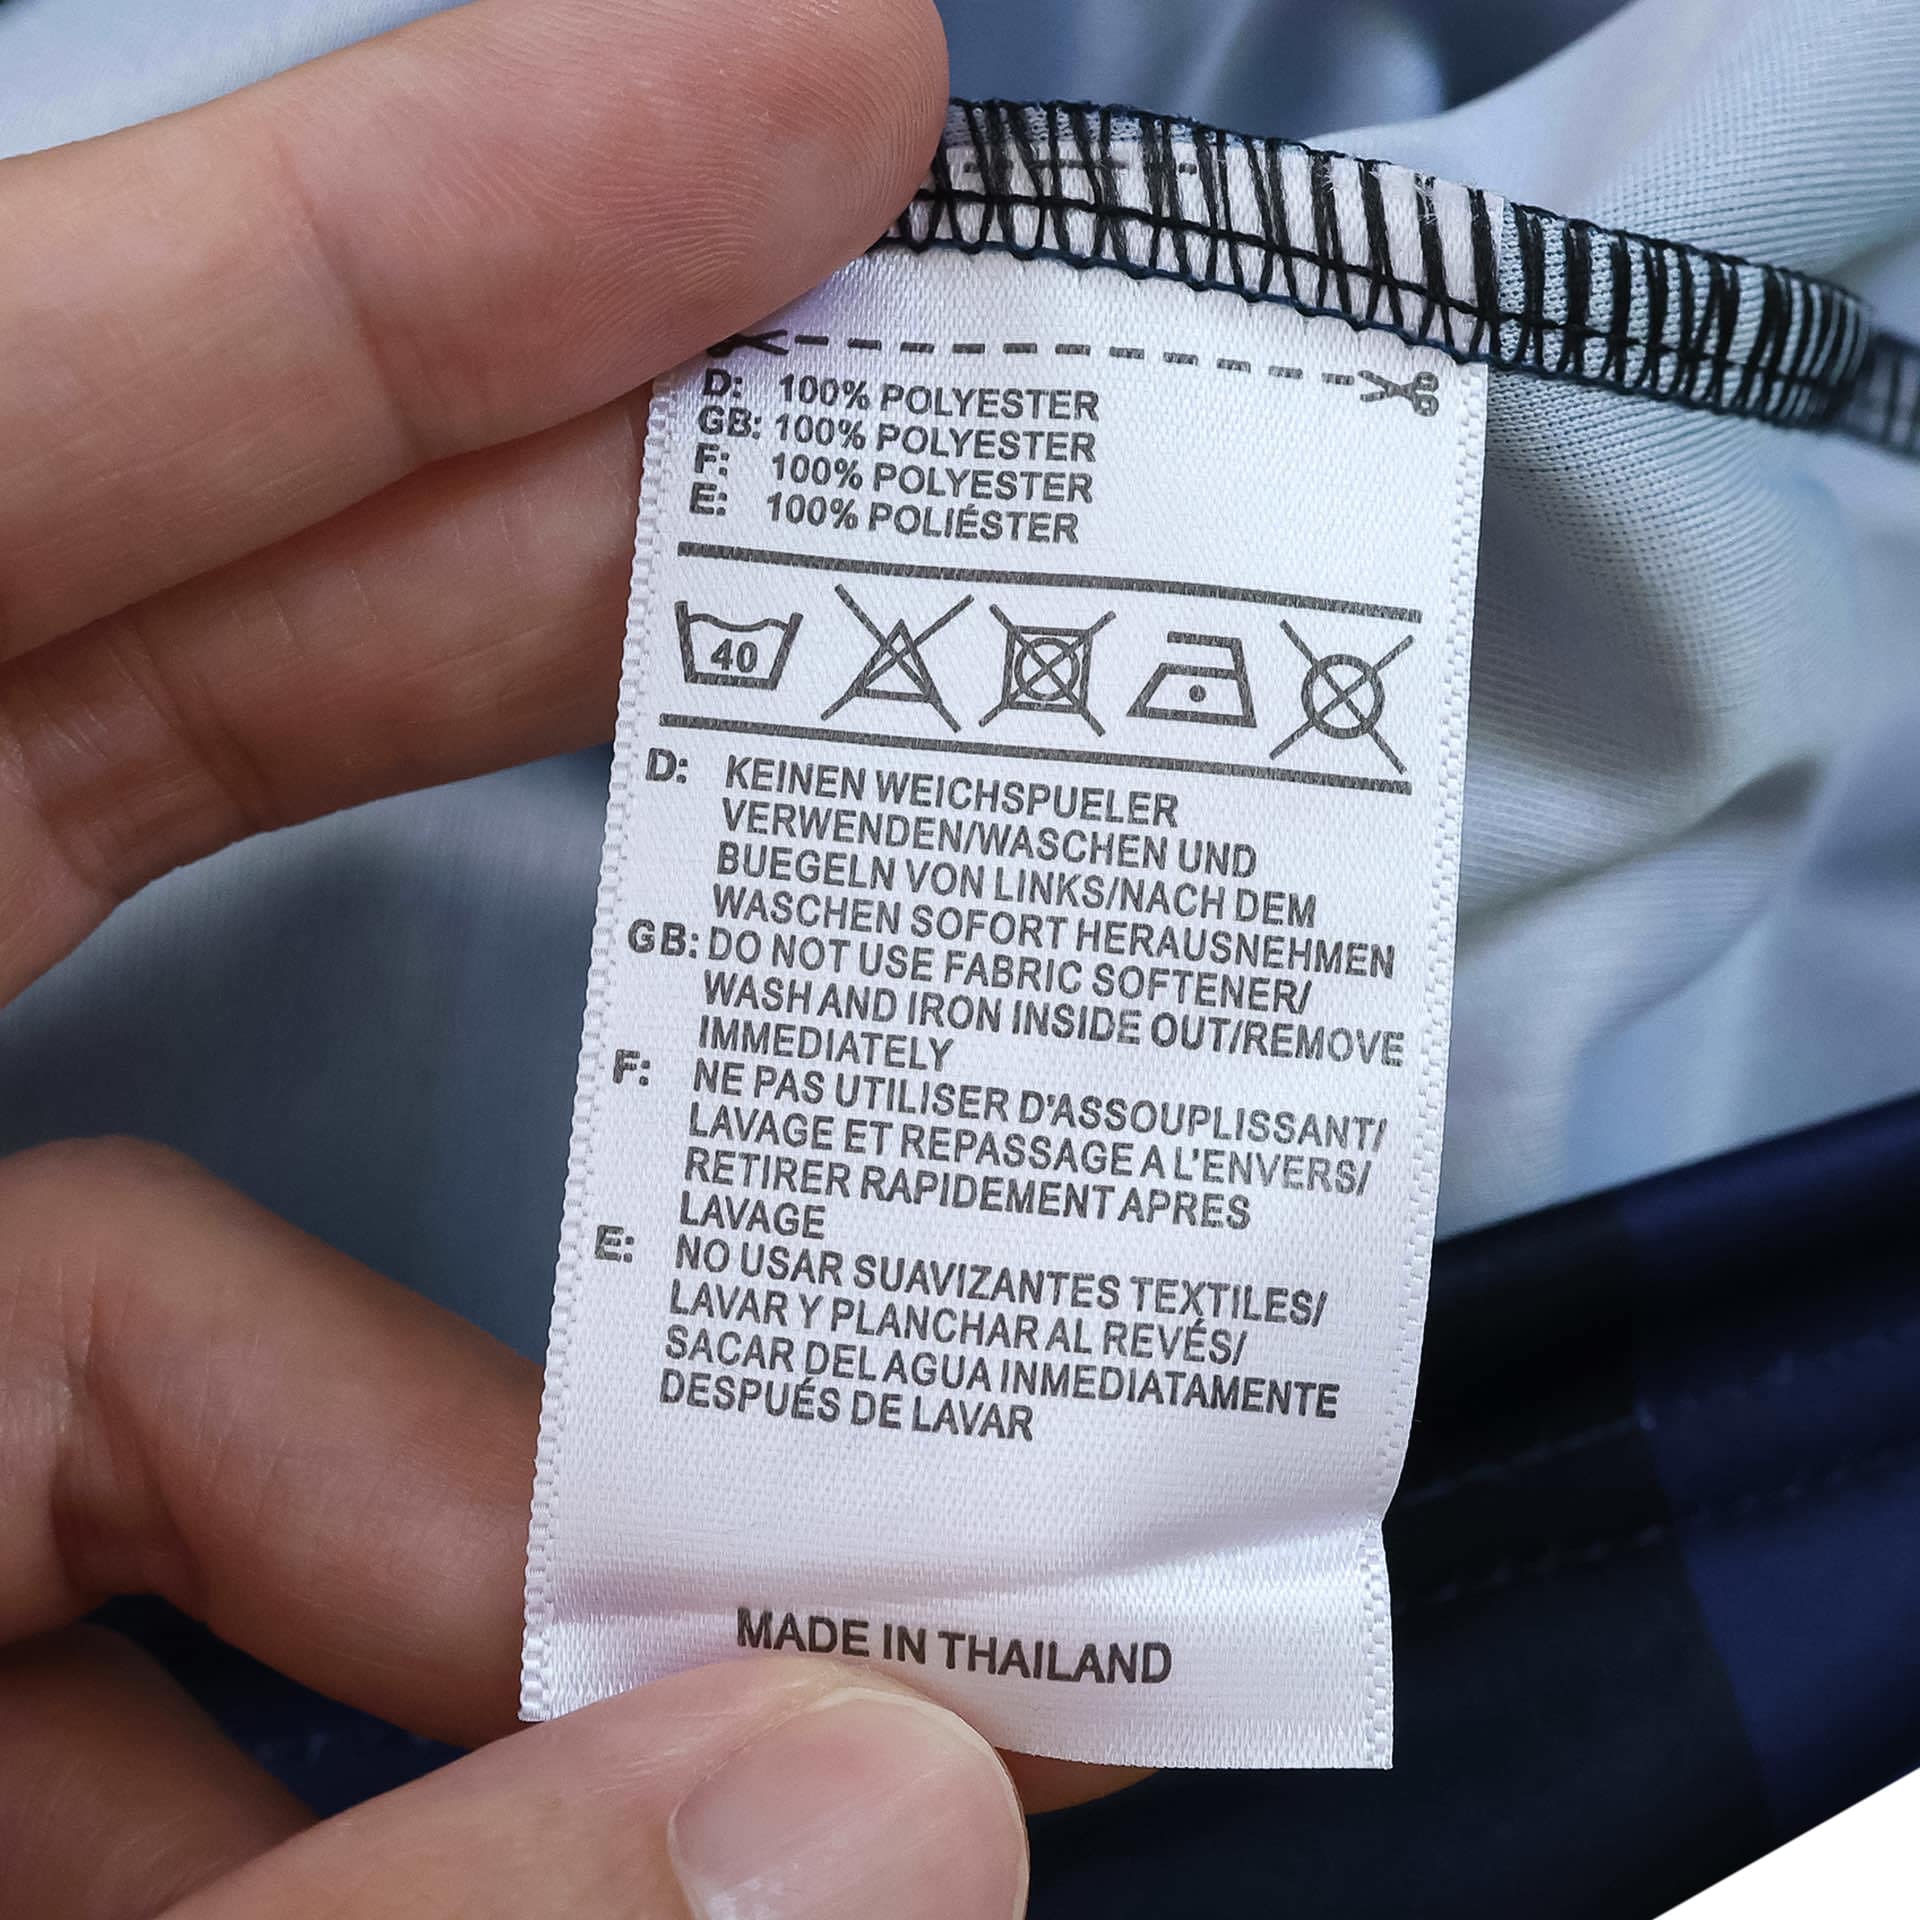 D: 100% POLYESTER
GB: 100% POLYESTER
F: 100% POLYESTER
E: 100% POLIÉSTER
40
D: KEINEN WEICHSPUELER
VERWENDEN/WASCHEN UND
BUEGELN VON LINKS/NACH DEM
WASCHEN SOFORT HERAUSNEHMEN
GB: DO NOT USE FABRIC SOFTENER/
WASH AND IRON INSIDE OUT/REMOVE
IMMEDIATELY
F: NE PAS UTILISER D'ASSOUPLISSANT/
LAVAGE ET REPASSAGE A L'ENVERS/
RETIRER RAPIDEMENT APRES
LAVAGE
E: NO USAR SUAVIZANTES TEXTILES/
LAVAR Y PLANCHAR AL REVÉS/
SACAR DEL AGUA INMEDIATAMENTE
DESPUÉS DE LAVAR
MADE IN THAILAND